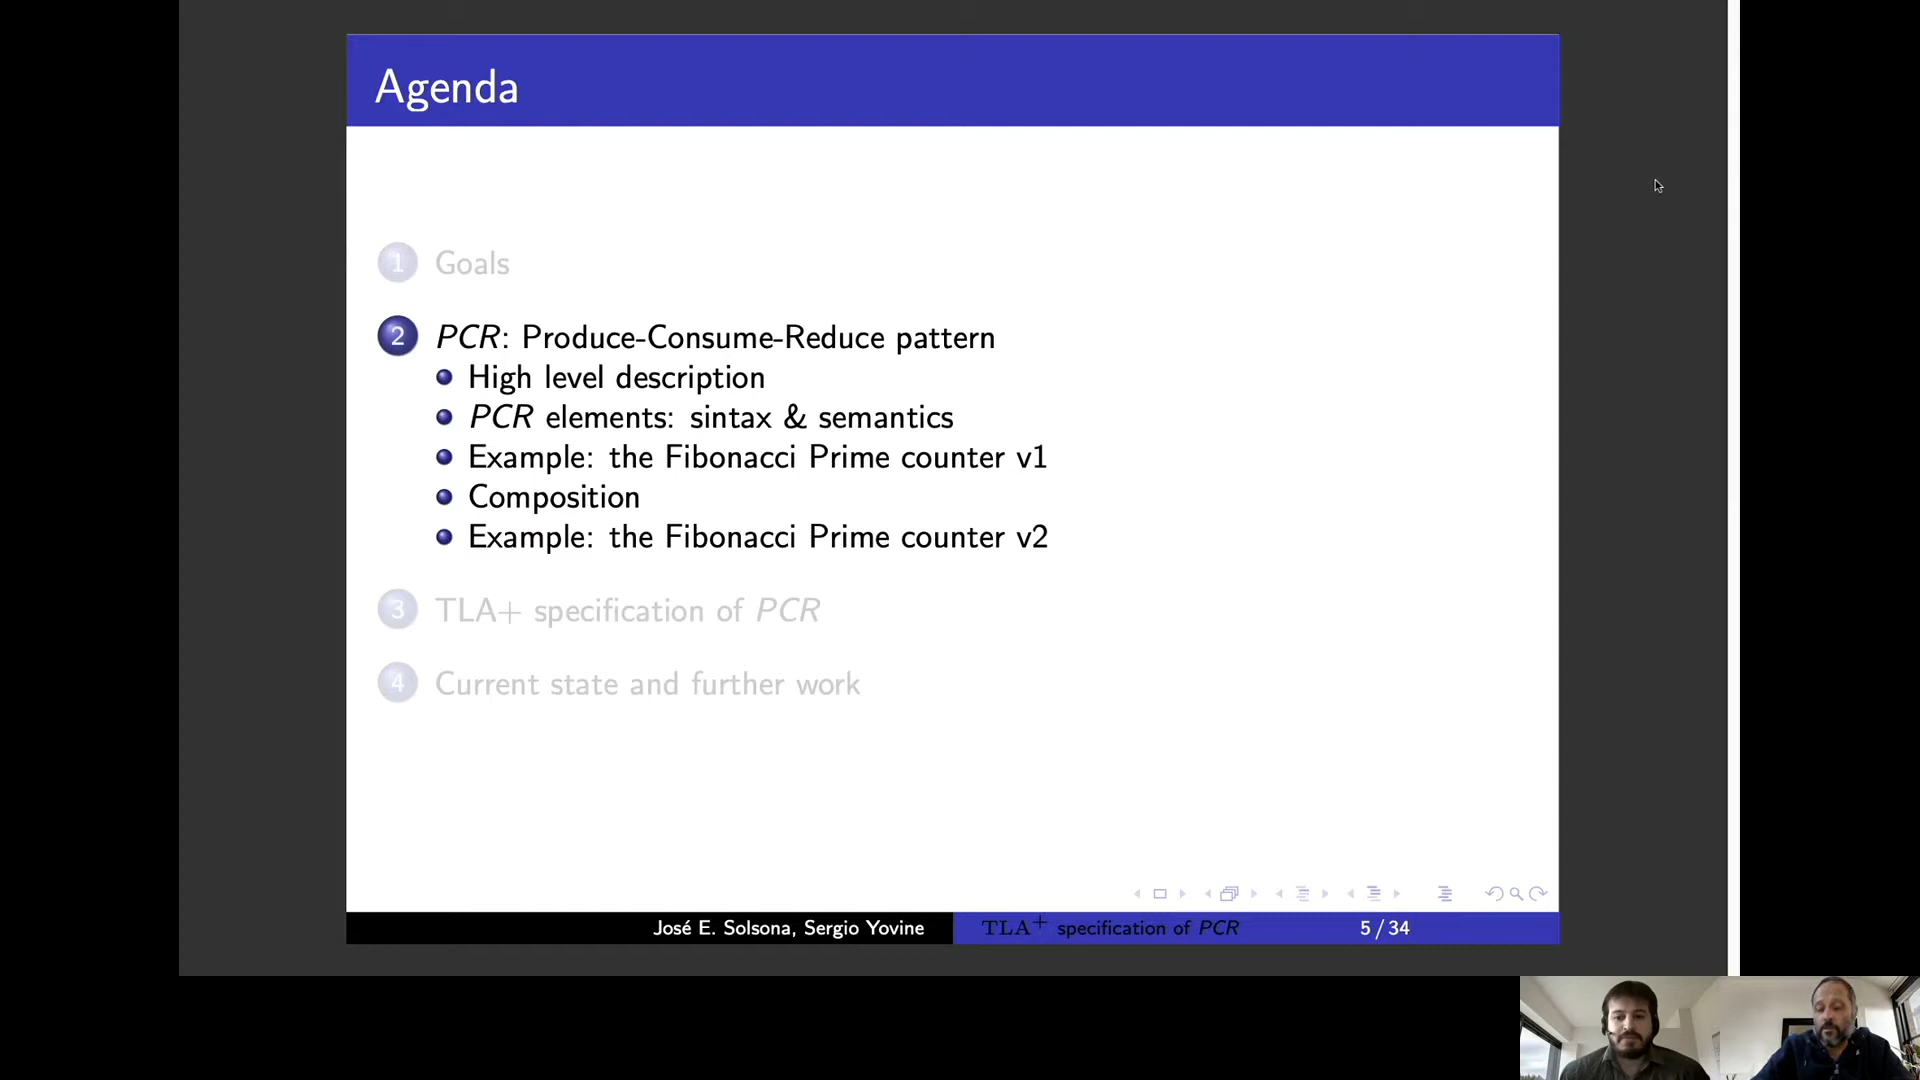 Agenda
1 Goals
2 PCR: Produce-Consume-Reduce pattern
High level description
PCR elements: sintax & semantics
Example: the Fibonacci Prime counter v1
Composition
Example: the Fibonacci Prime counter v2
3 TLA+ specification of PCR
4 Current state and further work
José E. Solsona, Sergio Yovine TLA+ specification of PCR 5 / 34